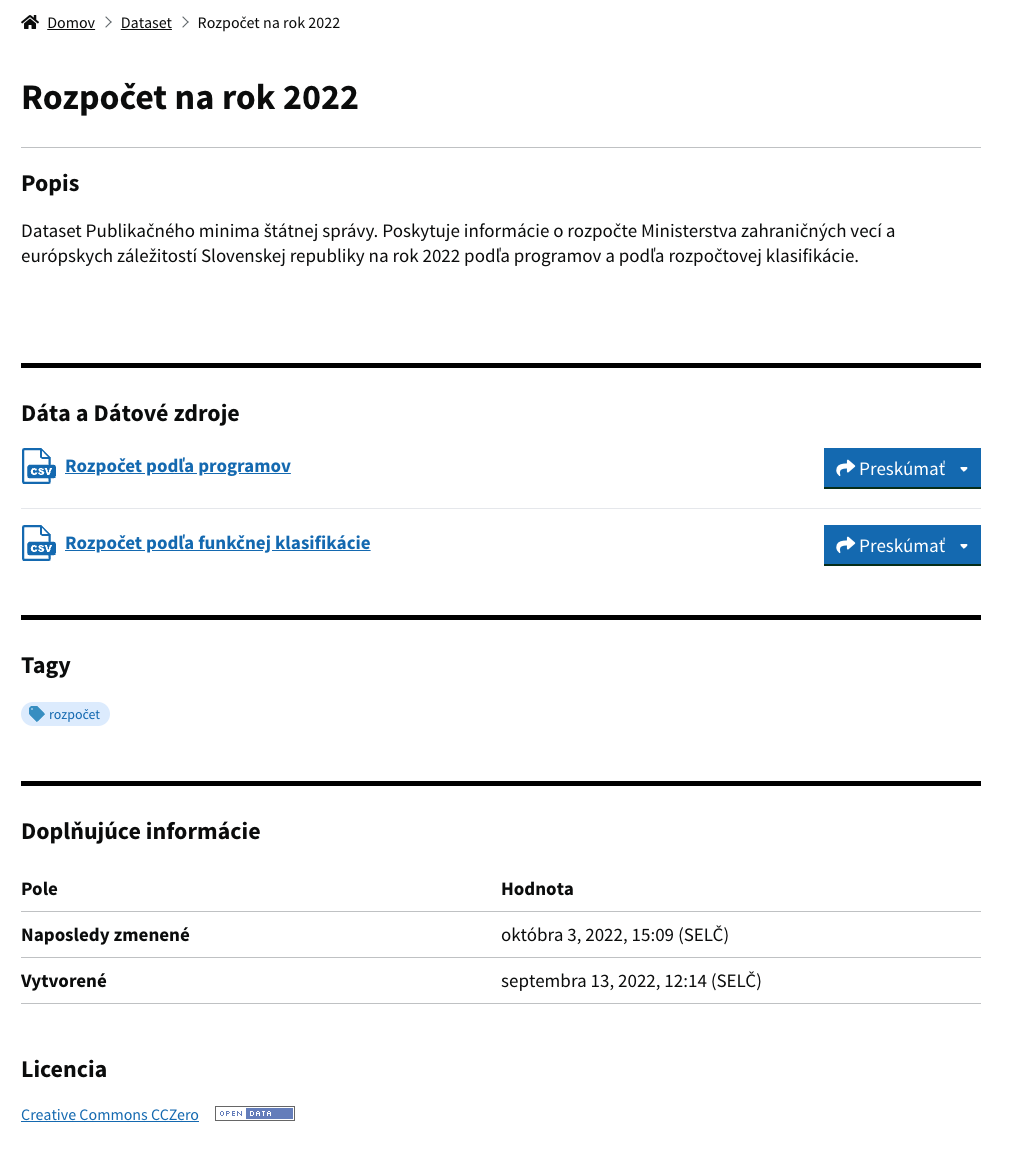 Domov > Dataset > Rozpočet na rok 2022
Rozpočet na rok 2022
Popis
Dataset Publikačného minima štátnej správy. Poskytuje informácie o rozpočte Ministerstva zahraničných vecí a
európskych záležitostí Slovenskej republiky na rok 2022 podľa programov a podľa rozpočtovej klasifikácie.
Dáta a Dátové zdroje
CSV Rozpočet podľa programov Preskúmať
CSV Rozpočet podľa funkčnej klasifikácie Preskúmať
Tagy
rozpočet
Doplňujúce informácie
Pole Hodnota
Naposledy zmenené októbra 3, 2022, 15:09 (SELČ)
Vytvorené septembra 13, 2022, 12:14 (SELČ)
Licencia
Creative Commons CCZero OPEN DATA